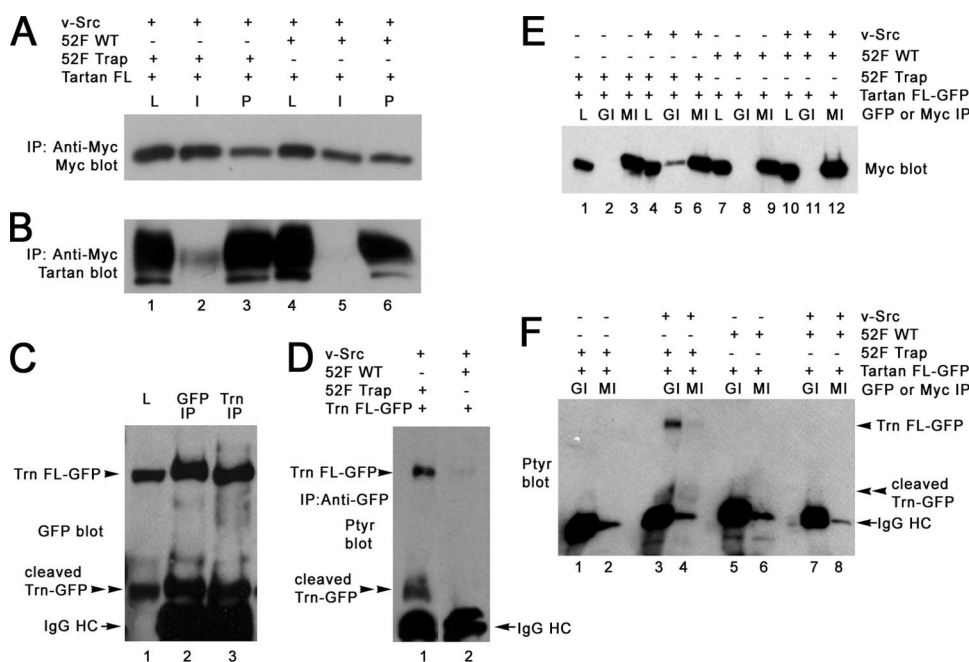 A
v-Src + + + + + +
52F WT - - - + + +
52F Trap + + + - - -
Tartan FL + + + + + +
L I P L I P
IP: Anti-Myc
Myc blot
B
IP: Anti-Myc
Tartan blot
1 2 3 4 5 6
C
L GFP IP Trn IP
Trn FL-GFP
GFP blot
cleaved
Trn-GFP
IgG HC
1 2 3
D
v-Src + +
52F WT - +
52F Trap + -
Trn FL-GFP + +
Trn FL-GFP
IP:Anti-GFP
Ptyr
blot
cleaved
Trn-GFP
IgG HC
1 2
E
- - - + + + - - - + + + v-Src
- - - - - - + + + + + + 52F WT
+ + + + + + - - - - - - 52F Trap
+ + + + + + + + + + + + Tartan FL-GFP
L GI MI L GI MI L GI MI L GI MI GFP or Myc IP
Myc blot
1 2 3 4 5 6 7 8 9 10 11 12
F
- - + + - - + + v-Src
- - - - + + + + 52F WT
+ + + + - - - - 52F Trap
+ + + + + + + + Tartan FL-GFP
GI MI GI MI GI MI GI MI GFP or Myc IP
Trn FL-GFP
Ptyr
blot
cleaved
Trn-GFP
IgG HC
1 2 3 4 5 6 7 8